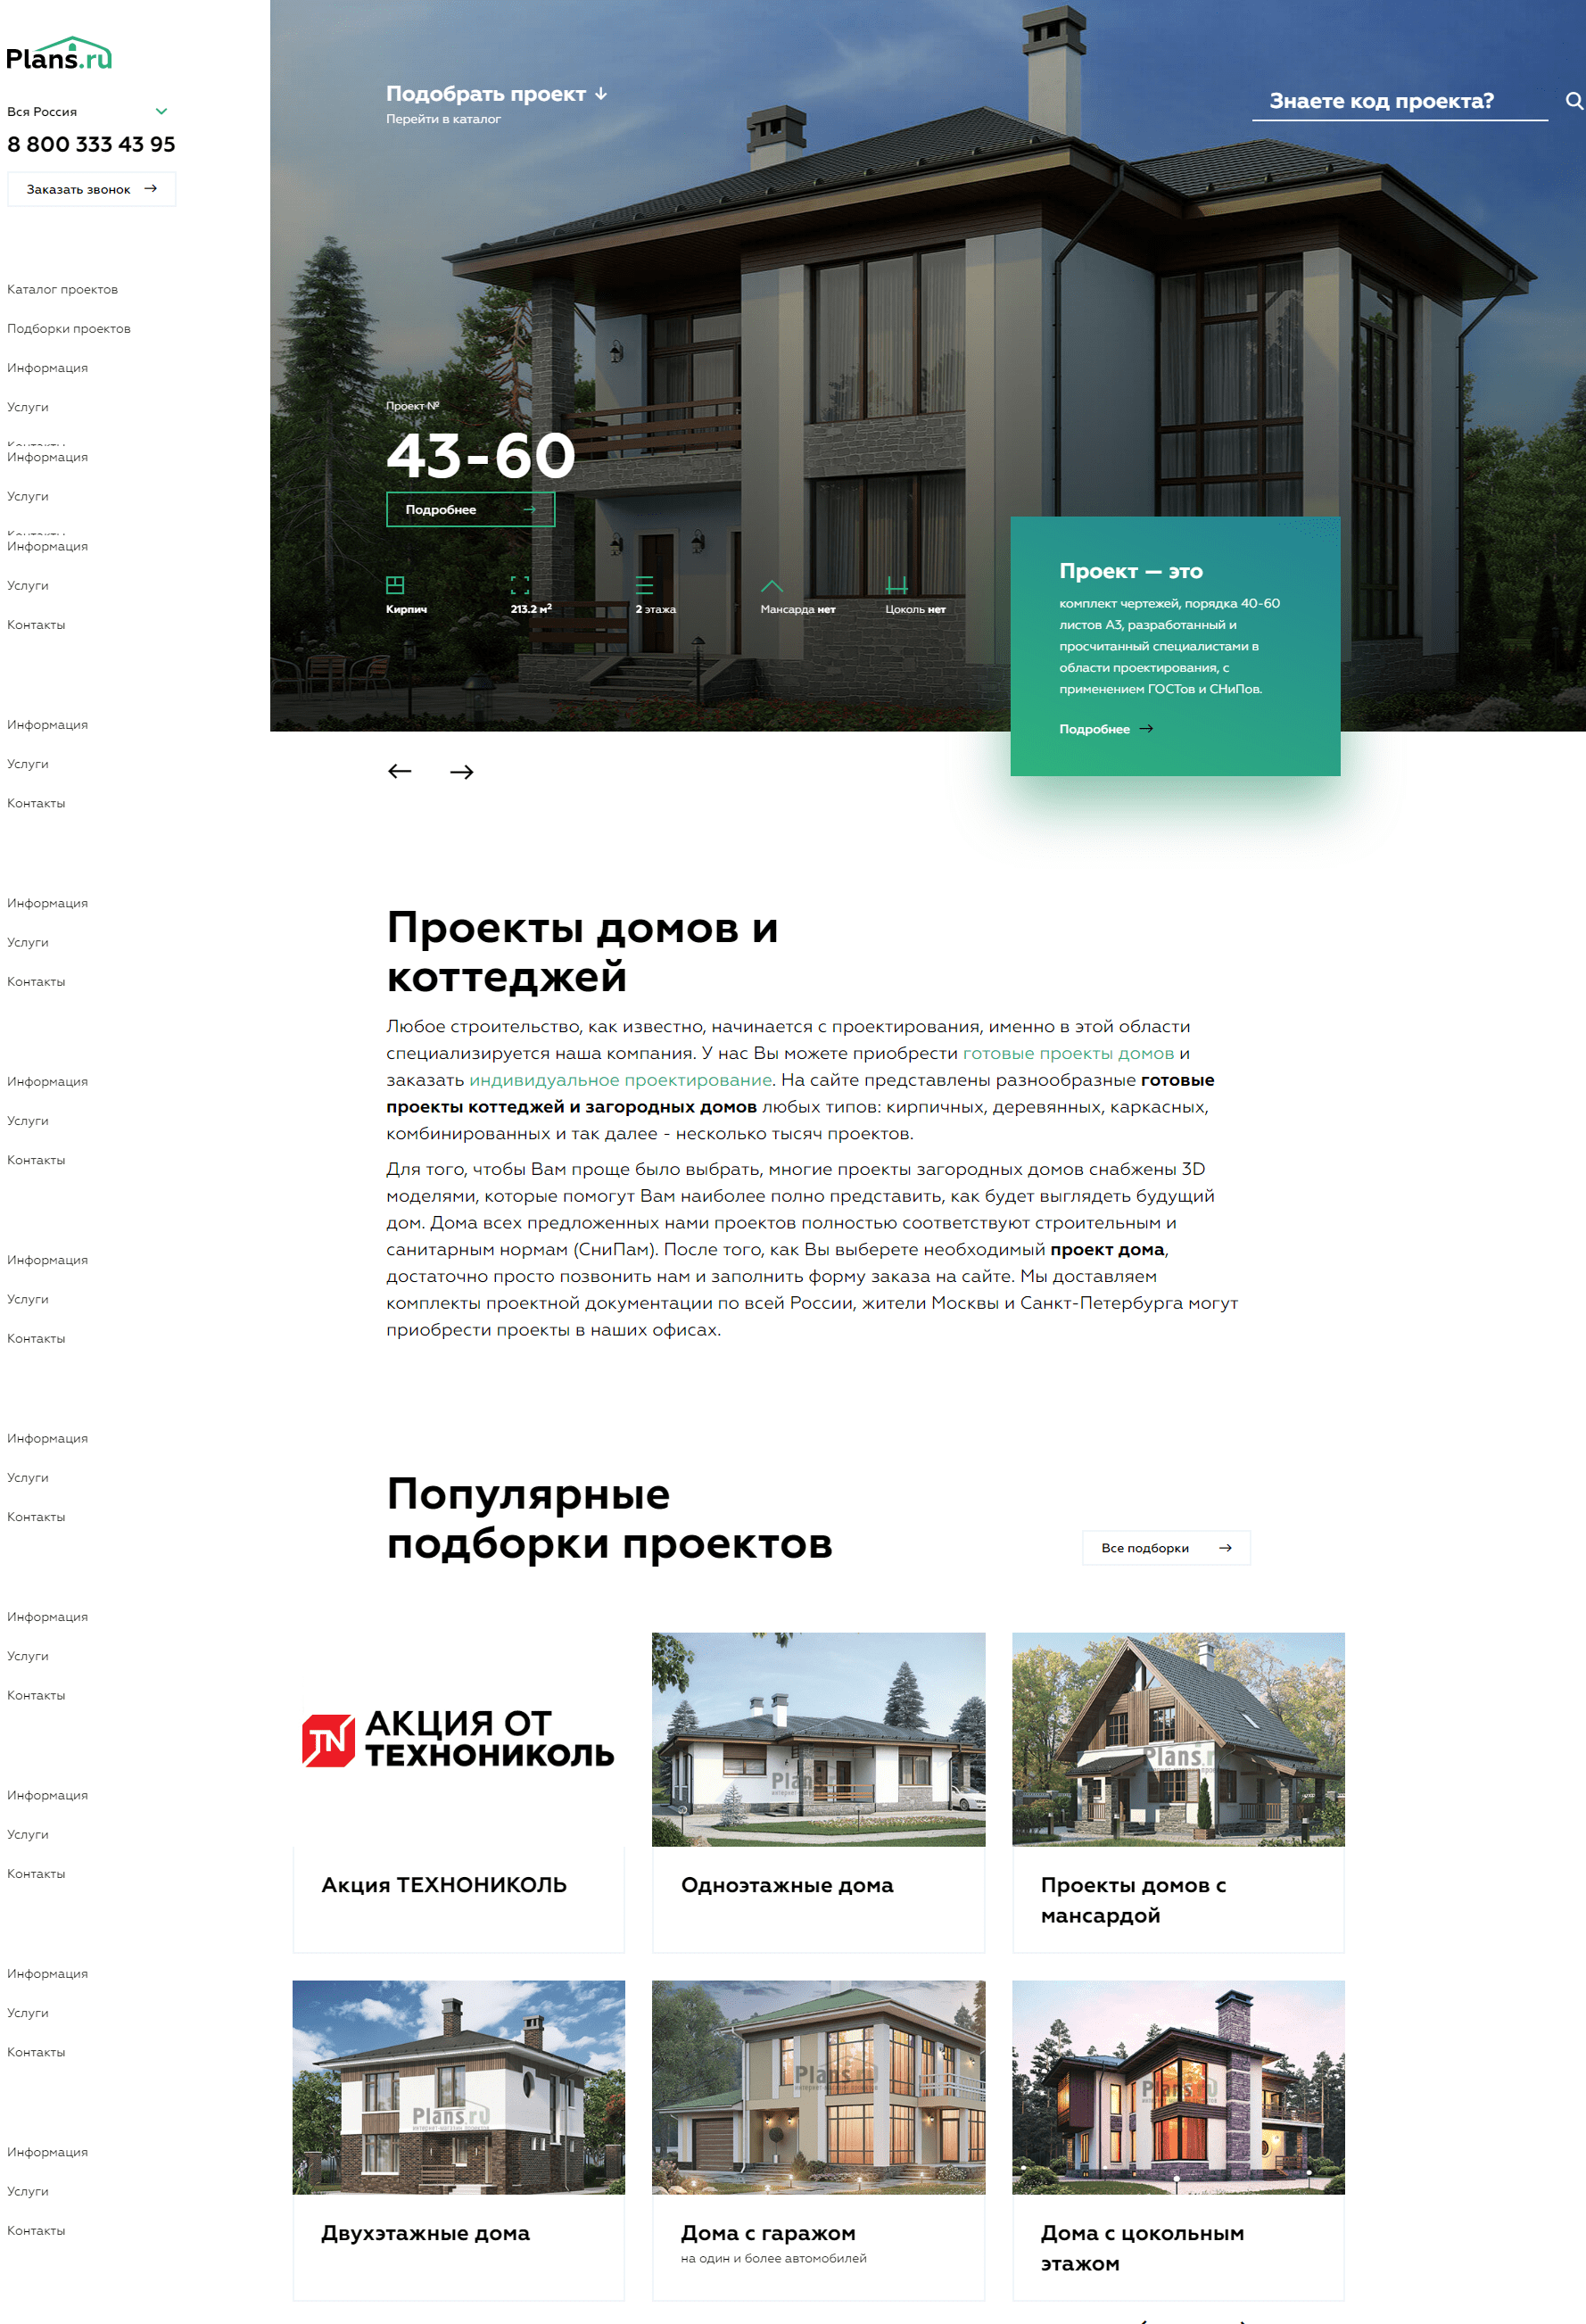 Plans.ru
Вся Россия
8 800 333 43 95
Заказать звонок
Каталог проектов
Подборки проектов
Информация
Услуги
Контакты
Информация
Услуги
Контакты
Информация
Услуги
Контакты
Информация
Услуги
Контакты
Информация
Услуги
Контакты
Информация
Услуги
Контакты
Информация
Услуги
Контакты
Информация
Услуги
Контакты
Информация
Услуги
Контакты
Информация
Услуги
Контакты
Информация
Услуги
Контакты
Информация
Услуги
Контакты
Подобрать проект
Перейти в каталог
Знаете код проекта?
Проект №
43-60
Подробнее
Кирпич
213.2 м²
2 этажа
Мансарда нет
Цоколь нет
Проект — это
комплект чертежей, порядка 40-60
листов А3, разработанный и
просчитанный специалистами в
области проектирования, с
применением ГОСТов и СНиПов.
Подробнее
Проекты домов и
коттеджей
Любое строительство, как известно, начинается с проектирования, именно в этой области
специализируется наша компания. У нас Вы можете приобрести готовые проекты домов и
заказать индивидуальное проектирование. На сайте представлены разнообразные готовые
проекты коттеджей и загородных домов любых типов: кирпичных, деревянных, каркасных,
комбинированных и так далее - несколько тысяч проектов.
Для того, чтобы Вам проще было выбрать, многие проекты загородных домов снабжены 3D
моделями, которые помогут Вам наиболее полно представить, как будет выглядеть будущий
дом. Дома всех предложенных нами проектов полностью соответствуют строительным и
санитарным нормам (СниПам). После того, как Вы выберете необходимый проект дома,
достаточно просто позвонить нам и заполнить форму заказа на сайте. Мы доставляем
комплекты проектной документации по всей России, жители Москвы и Санкт-Петербурга могут
приобрести проекты в наших офисах.
Популярные
подборки проектов
Все подборки
TN АКЦИЯ ОТ
ТЕХНОНИКОЛЬ
Plans
Plans.r
Акция ТЕХНОНИКОЛЬ
Одноэтажные дома
Проекты домов с
мансардой
Plans.ru
Plans.ru
Plans.ru
Двухэтажные дома
Дома с гаражом
на один и более автомобилей
Дома с цокольным
этажом